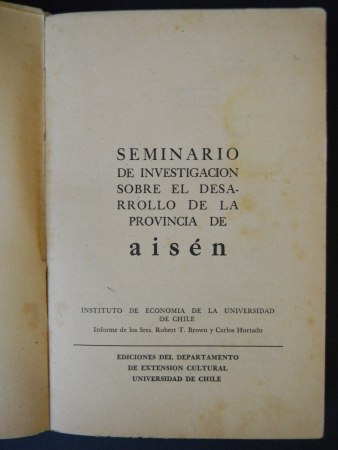 SEMINARIO
DE INVESTIGACION
SOBRE EL DESA-
RROLLO DE LA
PROVINCIA DE
aisén
INSTITUTO DE ECONOMIA DE LA UNIVERSIDAD
DE CHILE
Informe de los Sres. Robert T. Brown y Carlos Hurtado
EDICIONES DEL DEPARTAMENTO
DE EXTENSION CULTURAL
UNIVERSIDAD DE CHILE